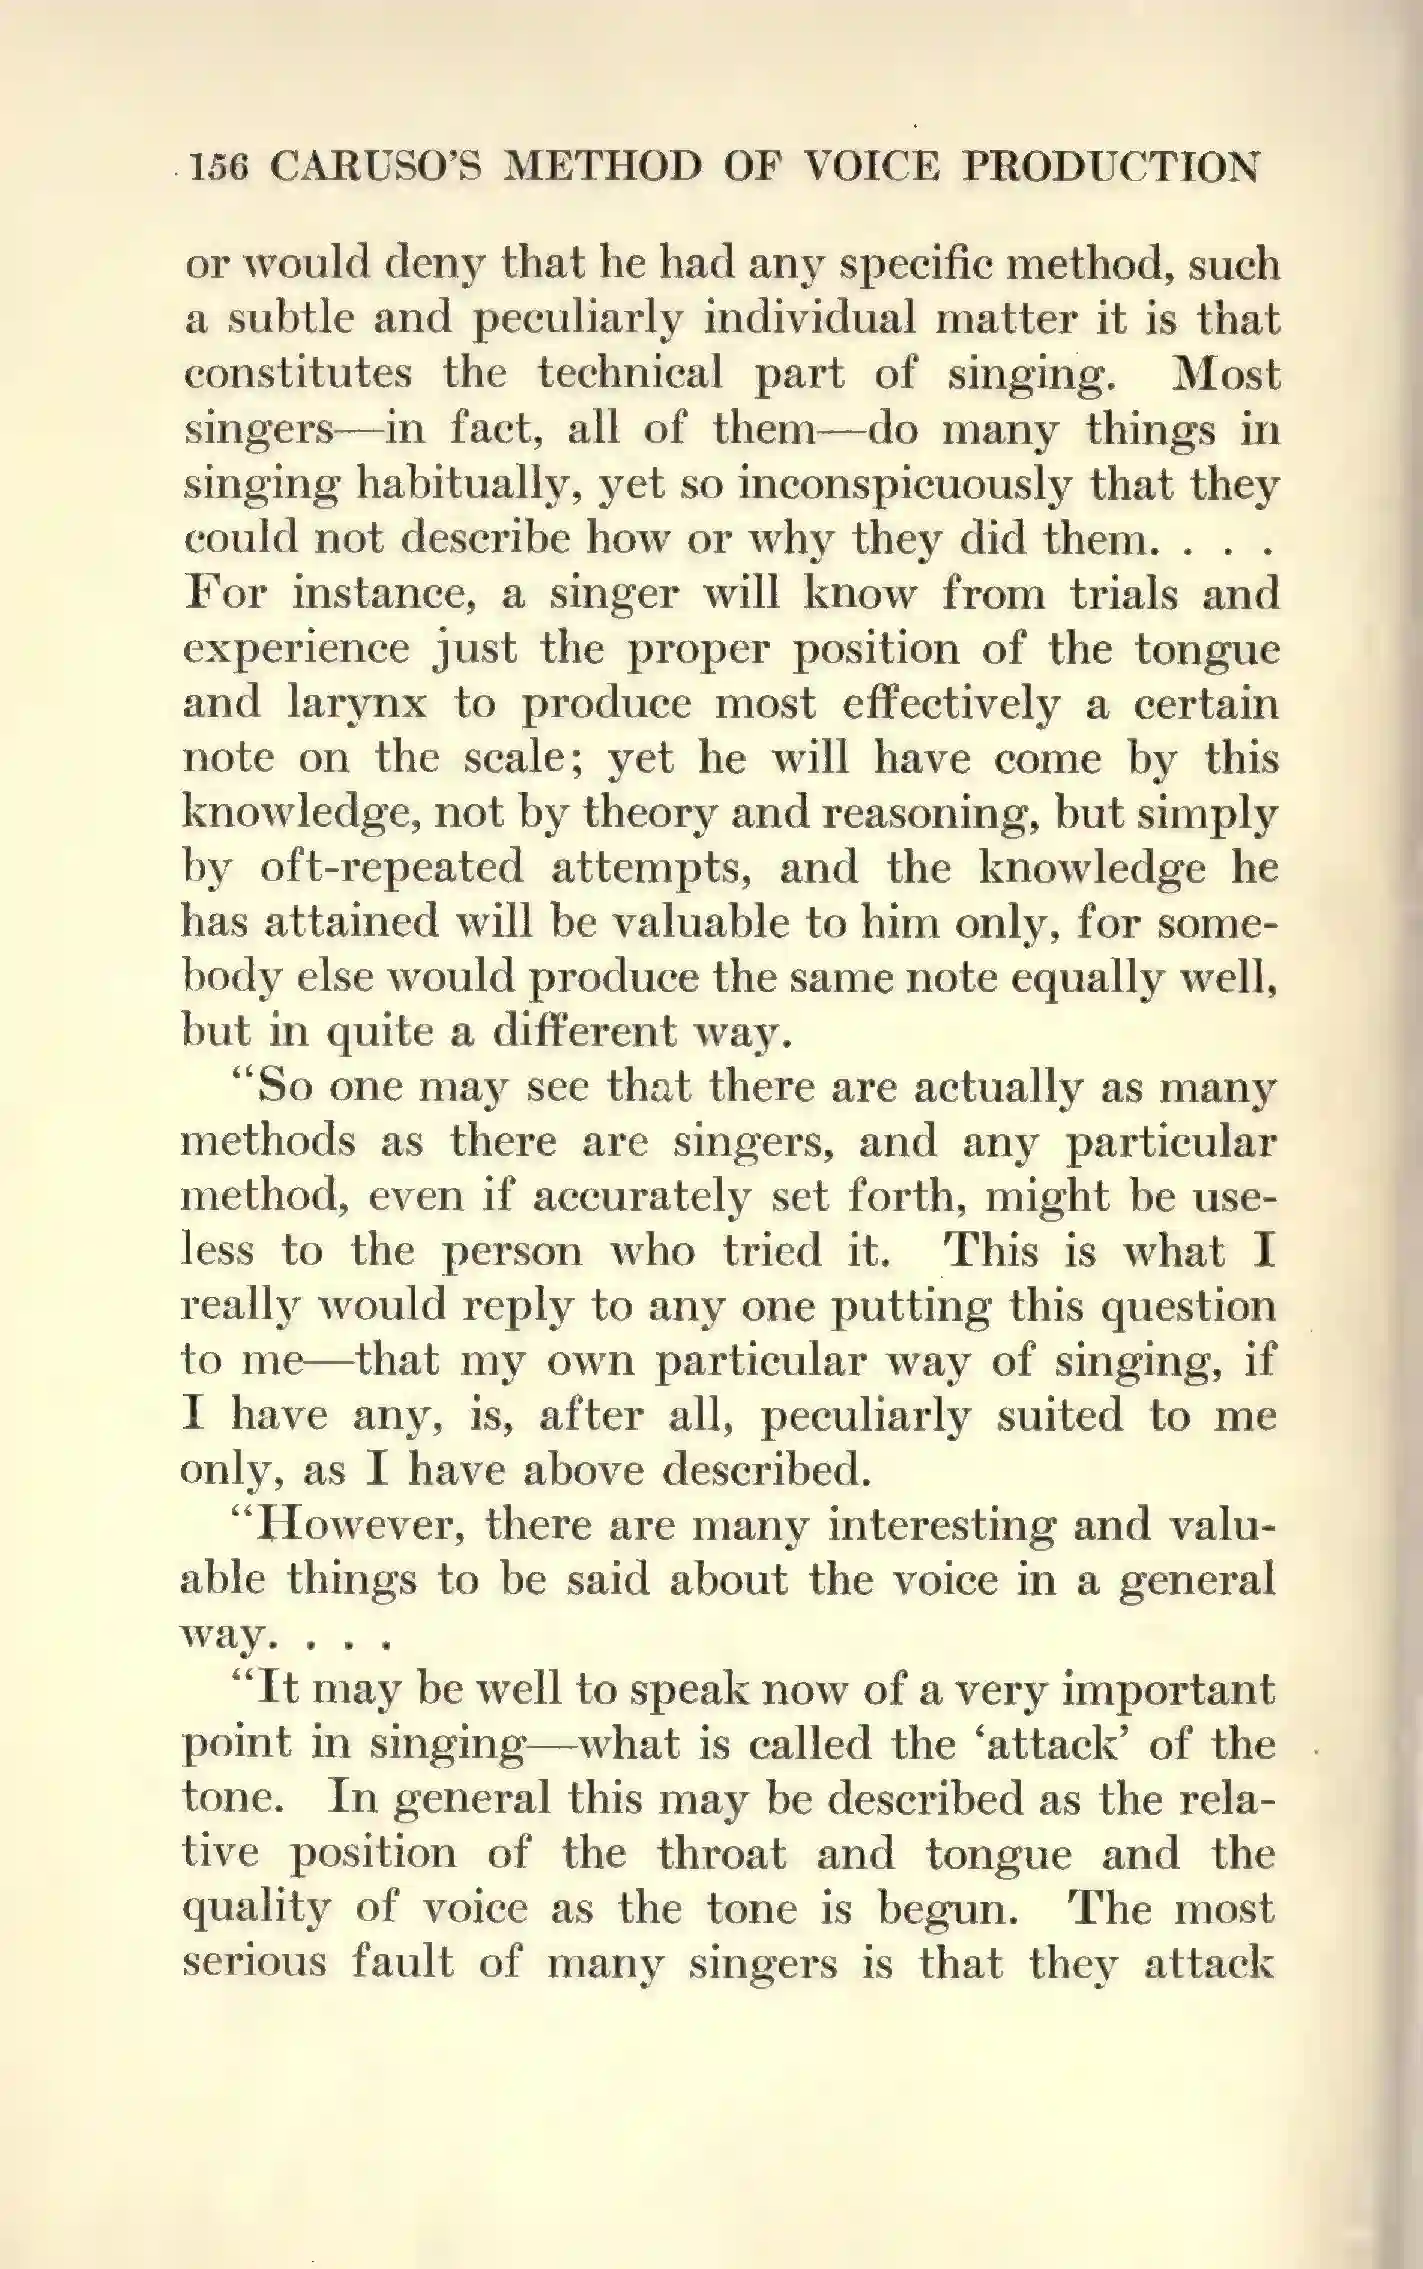 156 CARUSO'S METHOD OF VOICE PRODUCTION
or would deny that he had any specific method, such
a subtle and peculiarly individual matter it is that
constitutes the technical part of singing. Most
singers—in fact, all of them—do many things in
singing habitually, yet so inconspicuously that they
could not describe how or why they did them. . . .
For instance, a singer will know from trials and
experience just the proper position of the tongue
and larynx to produce most effectively a certain
note on the scale; yet he will have come by this
knowledge, not by theory and reasoning, but simply
by oft-repeated attempts, and the knowledge he
has attained will be valuable to him only, for some-
body else would produce the same note equally well,
but in quite a different way.
“So one may see that there are actually as many
methods as there are singers, and any particular
method, even if accurately set forth, might be use-
less to the person who tried it. This is what I
really would reply to any one putting this question
to me—that my own particular way of singing, if
I have any, is, after all, peculiarly suited to me
only, as I have above described.
“However, there are many interesting and valu-
able things to be said about the voice in a general
way. . . .
“It may be well to speak now of a very important
point in singing—what is called the ‘attack’ of the
tone. In general this may be described as the rela-
tive position of the throat and tongue and the
quality of voice as the tone is begun. The most
serious fault of many singers is that they attack